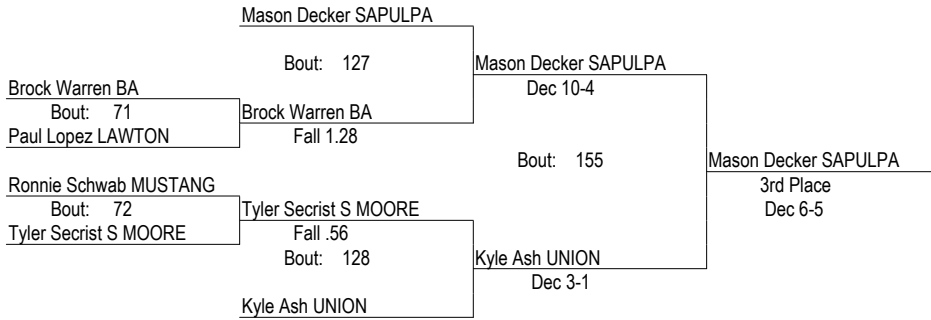 Mason Decker SAPULPA
Bout: 127
Mason Decker SAPULPA
Brock Warren BA
Dec 10-4
Bout: 71
Brock Warren BA
Paul Lopez LAWTON
Fall 1.28
Bout: 155
Mason Decker SAPULPA
Ronnie Schwab MUSTANG
3rd Place
Bout: 72
Tyler Secrist S MOORE
Dec 6-5
Tyler Secrist S MOORE
Fall .56
Bout: 128
Kyle Ash UNION
Dec 3-1
Kyle Ash UNION